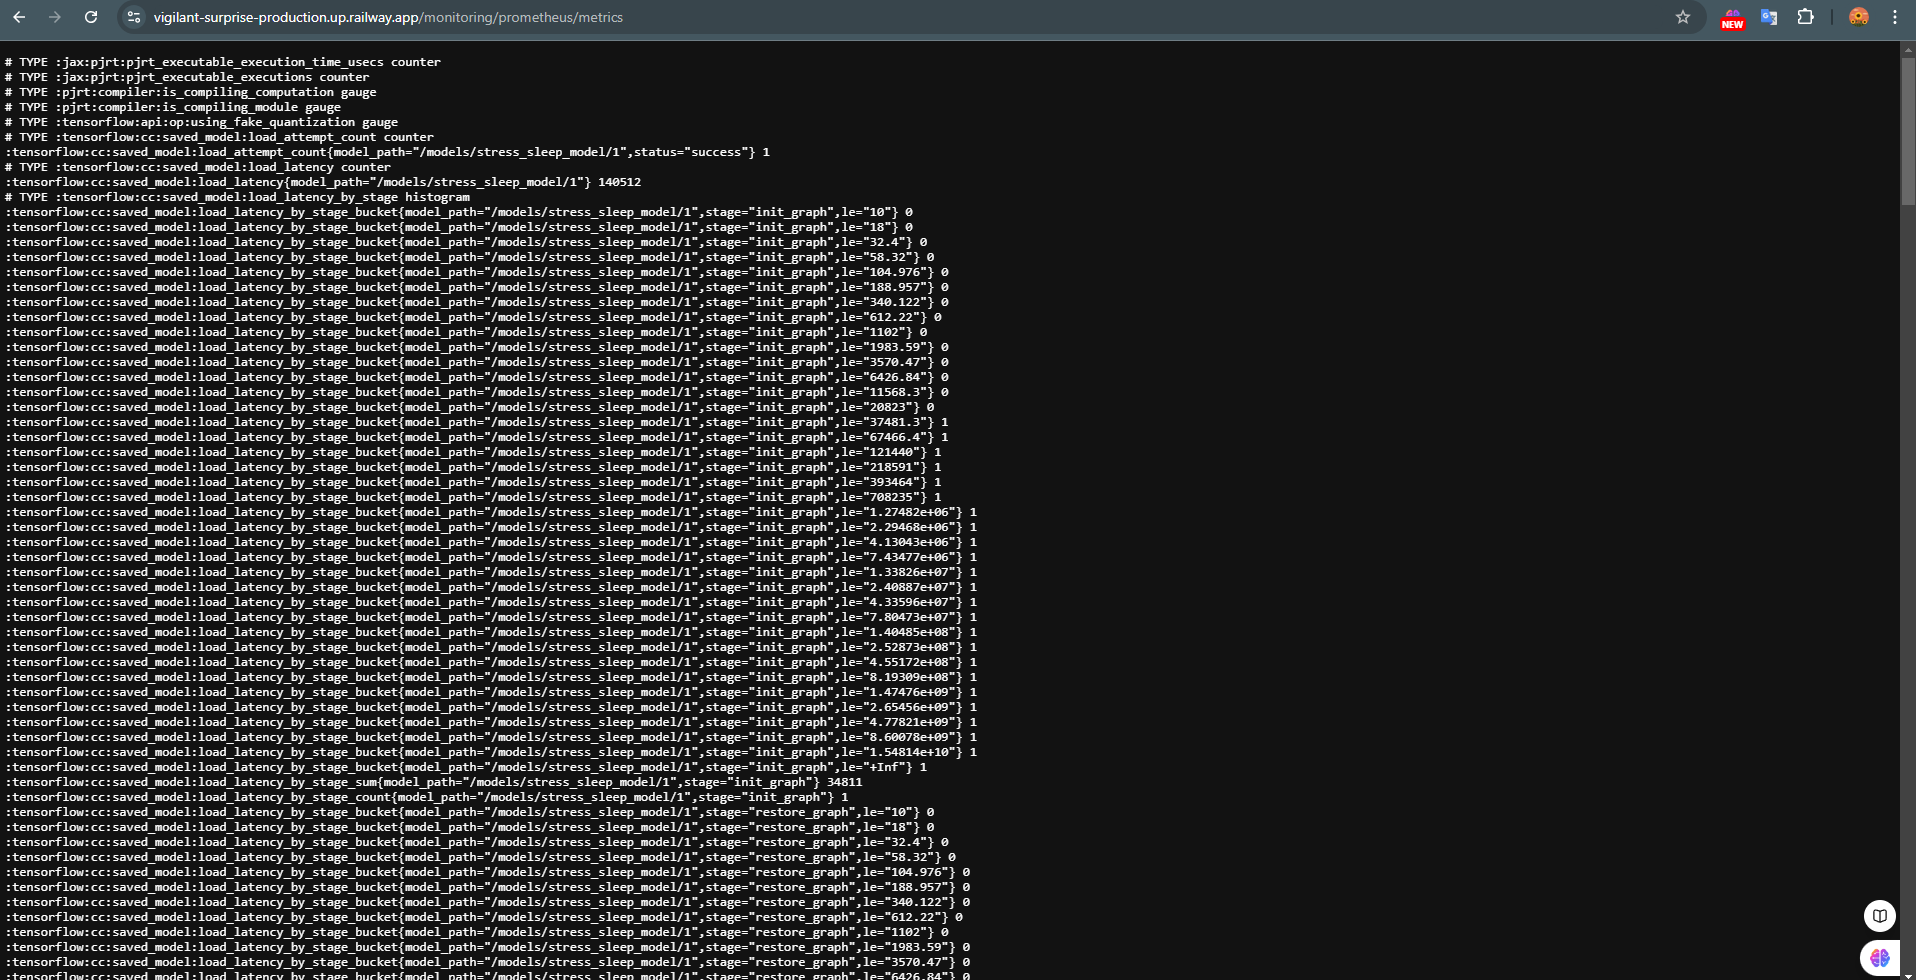 vigilant-surprise-production.up.railway.app/monitoring/prometheus/metrics
NEW
# TYPE :jax:pjrt:pjrt_executable_execution_time_usecs counter
# TYPE :jax:pjrt:pjrt_executable_executions counter
# TYPE :pjrt:compiler:is_compiling_computation gauge
# TYPE :pjrt:compiler:is_compiling_module gauge
# TYPE :tensorflow:api:op:using_fake_quantization gauge
# TYPE :tensorflow:cc:saved_model:load_attempt_count counter
:tensorflow:cc:saved_model:load_attempt_count{model_path="/models/stress_sleep_model/1",status="success"} 1
# TYPE :tensorflow:cc:saved_model:load_latency counter
:tensorflow:cc:saved_model:load_latency{model_path="/models/stress_sleep_model/1"} 140512
# TYPE :tensorflow:cc:saved_model:load_latency_by_stage histogram
:tensorflow:cc:saved_model:load_latency_by_stage_bucket{model_path="/models/stress_sleep_model/1",stage="init_graph",le="10"} 0
:tensorflow:cc:saved_model:load_latency_by_stage_bucket{model_path="/models/stress_sleep_model/1",stage="init_graph",le="18"} 0
:tensorflow:cc:saved_model:load_latency_by_stage_bucket{model_path="/models/stress_sleep_model/1",stage="init_graph",le="32.4"} 0
:tensorflow:cc:saved_model:load_latency_by_stage_bucket{model_path="/models/stress_sleep_model/1",stage="init_graph",le="58.32"} 0
:tensorflow:cc:saved_model:load_latency_by_stage_bucket{model_path="/models/stress_sleep_model/1",stage="init_graph",le="104.976"} 0
:tensorflow:cc:saved_model:load_latency_by_stage_bucket{model_path="/models/stress_sleep_model/1",stage="init_graph",le="188.957"} 0
:tensorflow:cc:saved_model:load_latency_by_stage_bucket{model_path="/models/stress_sleep_model/1",stage="init_graph",le="340.122"} 0
:tensorflow:cc:saved_model:load_latency_by_stage_bucket{model_path="/models/stress_sleep_model/1",stage="init_graph",le="612.22"} 0
:tensorflow:cc:saved_model:load_latency_by_stage_bucket{model_path="/models/stress_sleep_model/1",stage="init_graph",le="1102"} 0
:tensorflow:cc:saved_model:load_latency_by_stage_bucket{model_path="/models/stress_sleep_model/1",stage="init_graph",le="1983.59"} 0
:tensorflow:cc:saved_model:load_latency_by_stage_bucket{model_path="/models/stress_sleep_model/1",stage="init_graph",le="3570.47"} 0
:tensorflow:cc:saved_model:load_latency_by_stage_bucket{model_path="/models/stress_sleep_model/1",stage="init_graph",le="6426.84"} 0
:tensorflow:cc:saved_model:load_latency_by_stage_bucket{model_path="/models/stress_sleep_model/1",stage="init_graph",le="11568.3"} 0
:tensorflow:cc:saved_model:load_latency_by_stage_bucket{model_path="/models/stress_sleep_model/1",stage="init_graph",le="20823"} 0
:tensorflow:cc:saved_model:load_latency_by_stage_bucket{model_path="/models/stress_sleep_model/1",stage="init_graph",le="37481.3"} 1
:tensorflow:cc:saved_model:load_latency_by_stage_bucket{model_path="/models/stress_sleep_model/1",stage="init_graph",le="67466.4"} 1
:tensorflow:cc:saved_model:load_latency_by_stage_bucket{model_path="/models/stress_sleep_model/1",stage="init_graph",le="121440"} 1
:tensorflow:cc:saved_model:load_latency_by_stage_bucket{model_path="/models/stress_sleep_model/1",stage="init_graph",le="218591"} 1
:tensorflow:cc:saved_model:load_latency_by_stage_bucket{model_path="/models/stress_sleep_model/1",stage="init_graph",le="393464"} 1
:tensorflow:cc:saved_model:load_latency_by_stage_bucket{model_path="/models/stress_sleep_model/1",stage="init_graph",le="708235"} 1
:tensorflow:cc:saved_model:load_latency_by_stage_bucket{model_path="/models/stress_sleep_model/1",stage="init_graph",le="1.27482e+06"} 1
:tensorflow:cc:saved_model:load_latency_by_stage_bucket{model_path="/models/stress_sleep_model/1",stage="init_graph",le="2.29468e+06"} 1
:tensorflow:cc:saved_model:load_latency_by_stage_bucket{model_path="/models/stress_sleep_model/1",stage="init_graph",le="4.13043e+06"} 1
:tensorflow:cc:saved_model:load_latency_by_stage_bucket{model_path="/models/stress_sleep_model/1",stage="init_graph",le="7.43477e+06"} 1
:tensorflow:cc:saved_model:load_latency_by_stage_bucket{model_path="/models/stress_sleep_model/1",stage="init_graph",le="1.33826e+07"} 1
:tensorflow:cc:saved_model:load_latency_by_stage_bucket{model_path="/models/stress_sleep_model/1",stage="init_graph",le="2.40887e+07"} 1
:tensorflow:cc:saved_model:load_latency_by_stage_bucket{model_path="/models/stress_sleep_model/1",stage="init_graph",le="4.33596e+07"} 1
:tensorflow:cc:saved_model:load_latency_by_stage_bucket{model_path="/models/stress_sleep_model/1",stage="init_graph",le="7.80473e+07"} 1
:tensorflow:cc:saved_model:load_latency_by_stage_bucket{model_path="/models/stress_sleep_model/1",stage="init_graph",le="1.40485e+08"} 1
:tensorflow:cc:saved_model:load_latency_by_stage_bucket{model_path="/models/stress_sleep_model/1",stage="init_graph",le="2.52873e+08"} 1
:tensorflow:cc:saved_model:load_latency_by_stage_bucket{model_path="/models/stress_sleep_model/1",stage="init_graph",le="4.55172e+08"} 1
:tensorflow:cc:saved_model:load_latency_by_stage_bucket{model_path="/models/stress_sleep_model/1",stage="init_graph",le="8.19309e+08"} 1
:tensorflow:cc:saved_model:load_latency_by_stage_bucket{model_path="/models/stress_sleep_model/1",stage="init_graph",le="1.47476e+09"} 1
:tensorflow:cc:saved_model:load_latency_by_stage_bucket{model_path="/models/stress_sleep_model/1",stage="init_graph",le="2.65456e+09"} 1
:tensorflow:cc:saved_model:load_latency_by_stage_bucket{model_path="/models/stress_sleep_model/1",stage="init_graph",le="4.77821e+09"} 1
:tensorflow:cc:saved_model:load_latency_by_stage_bucket{model_path="/models/stress_sleep_model/1",stage="init_graph",le="8.60078e+09"} 1
:tensorflow:cc:saved_model:load_latency_by_stage_bucket{model_path="/models/stress_sleep_model/1",stage="init_graph",le="1.54814e+10"} 1
:tensorflow:cc:saved_model:load_latency_by_stage_bucket{model_path="/models/stress_sleep_model/1",stage="init_graph",le="+Inf"} 1
:tensorflow:cc:saved_model:load_latency_by_stage_sum{model_path="/models/stress_sleep_model/1",stage="init_graph"} 34811
:tensorflow:cc:saved_model:load_latency_by_stage_count{model_path="/models/stress_sleep_model/1",stage="init_graph"} 1
:tensorflow:cc:saved_model:load_latency_by_stage_bucket{model_path="/models/stress_sleep_model/1",stage="restore_graph",le="10"} 0
:tensorflow:cc:saved_model:load_latency_by_stage_bucket{model_path="/models/stress_sleep_model/1",stage="restore_graph",le="18"} 0
:tensorflow:cc:saved_model:load_latency_by_stage_bucket{model_path="/models/stress_sleep_model/1",stage="restore_graph",le="32.4"} 0
:tensorflow:cc:saved_model:load_latency_by_stage_bucket{model_path="/models/stress_sleep_model/1",stage="restore_graph",le="58.32"} 0
:tensorflow:cc:saved_model:load_latency_by_stage_bucket{model_path="/models/stress_sleep_model/1",stage="restore_graph",le="104.976"} 0
:tensorflow:cc:saved_model:load_latency_by_stage_bucket{model_path="/models/stress_sleep_model/1",stage="restore_graph",le="188.957"} 0
:tensorflow:cc:saved_model:load_latency_by_stage_bucket{model_path="/models/stress_sleep_model/1",stage="restore_graph",le="340.122"} 0
:tensorflow:cc:saved_model:load_latency_by_stage_bucket{model_path="/models/stress_sleep_model/1",stage="restore_graph",le="612.22"} 0
:tensorflow:cc:saved_model:load_latency_by_stage_bucket{model_path="/models/stress_sleep_model/1",stage="restore_graph",le="1102"} 0
:tensorflow:cc:saved_model:load_latency_by_stage_bucket{model_path="/models/stress_sleep_model/1",stage="restore_graph",le="1983.59"} 0
:tensorflow:cc:saved_model:load_latency_by_stage_bucket{model_path="/models/stress_sleep_model/1",stage="restore_graph",le="3570.47"} 0
:tensorflow:cc:saved_model:load_latency_by_stage_bucket{model_path="/models/stress_sleep_model/1",stage="restore_graph",le="6426.84"} 0